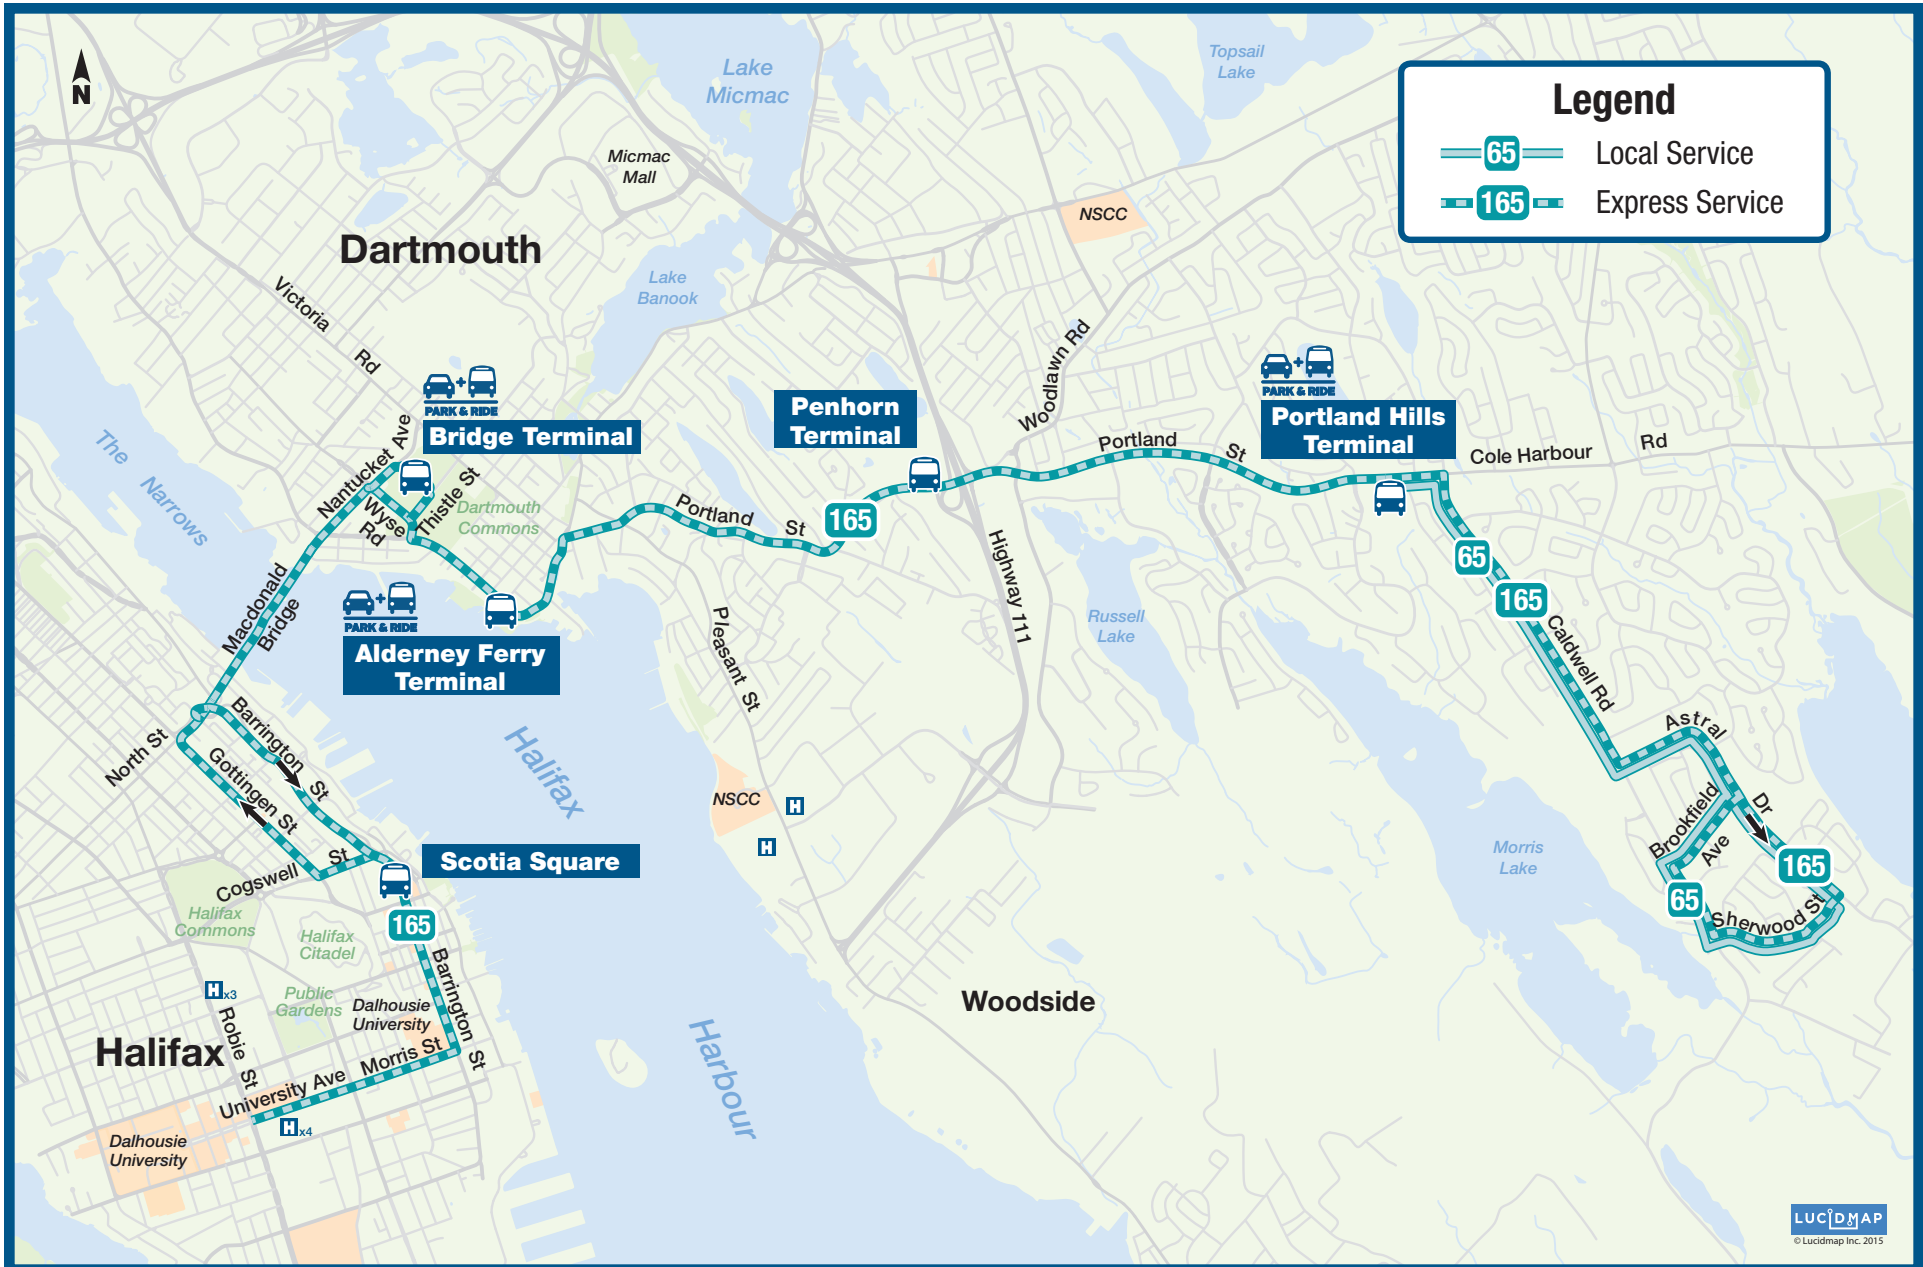 N
Legend
65 Local Service
165 Express Service
Topsail
Lake
Lake
Micmac
Micmac
Mall
NSCC
Dartmouth
Lake
Banook
Victoria
Rd
Woodlawn Rd
PARK & RIDE
Bridge Terminal
Penhorn
Terminal
PARK & RIDE
Portland Hills
Terminal
Portland
St
Cole Harbour
Rd
The
Narrows
Nantucket Ave
Wyse
Rd
Thistle St
Dartmouth
Commons
Portland
St
165
Highway 111
65
165
Caldwell Rd
Macdonald
Bridge
PARK & RIDE
Alderney Ferry
Terminal
Pleasant St
Russell
Lake
North St
Barrington
St
Gottingen St
Halifax
Astral
Dr
Brookfield
Ave
NSCC
H
H
Morris
Lake
165
65
Sherwood St
Scotia Square
Cogswell
St
Halifax
Commons
Halifax
Citadel
165
Barrington
St
H x3
Public
Gardens
Dalhousie
University
Robie St
Halifax
University Ave
Morris St
H x4
Dalhousie
University
Harbour
Woodside
LUCIDMAP
© Lucidmap Inc. 2015